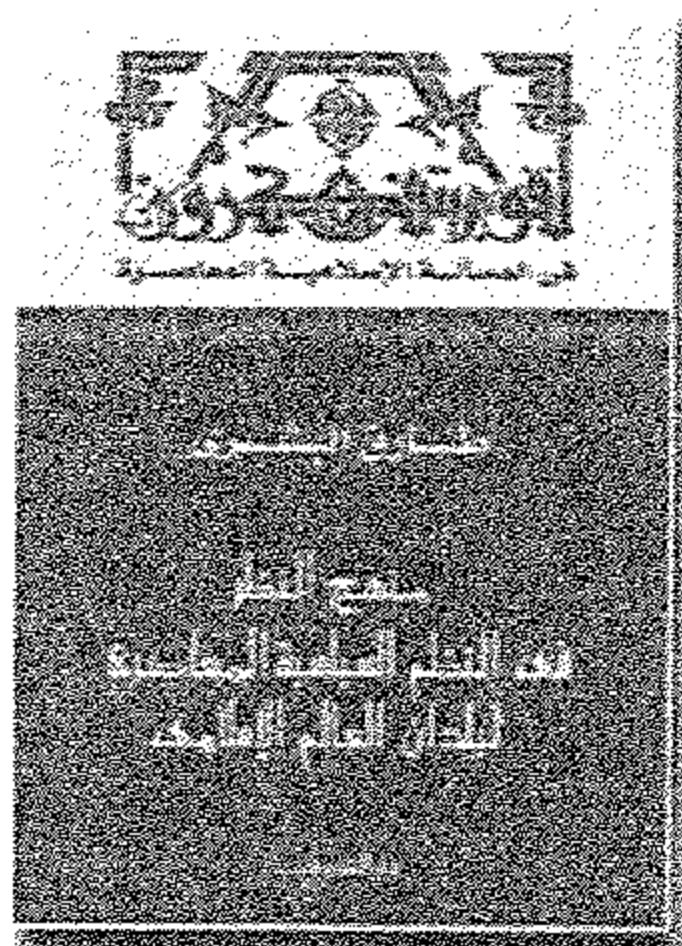 في المسألة الإسلامية المعاصرة
طارق البشري
منهج النظر
في النظم السياسية المعاصرة
لبلدان العالم الإسلامي